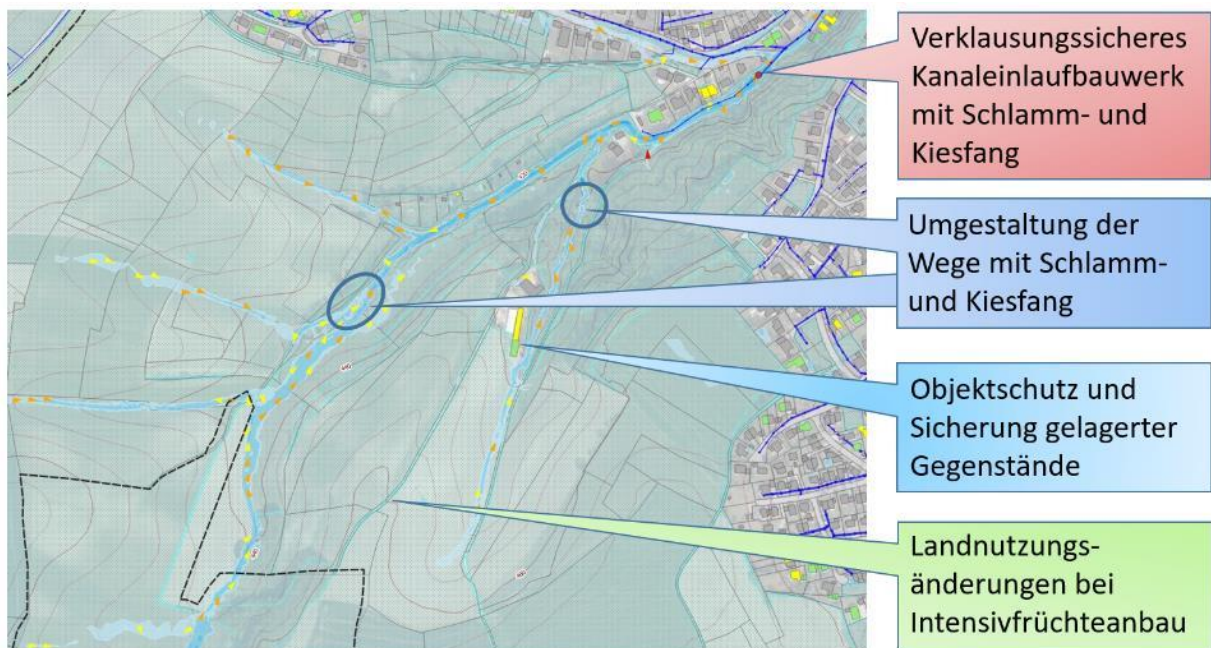 Verklausungssicheres
Kanaleinlaufbauwerk
mit Schlamm- und
Kiesfang
Umgestaltung der
Wege mit Schlamm-
und Kiesfang
Objektschutz und
Sicherung gelagerter
Gegenstände
Landnutzungs-
änderungen bei
Intensivfrüchteanbau